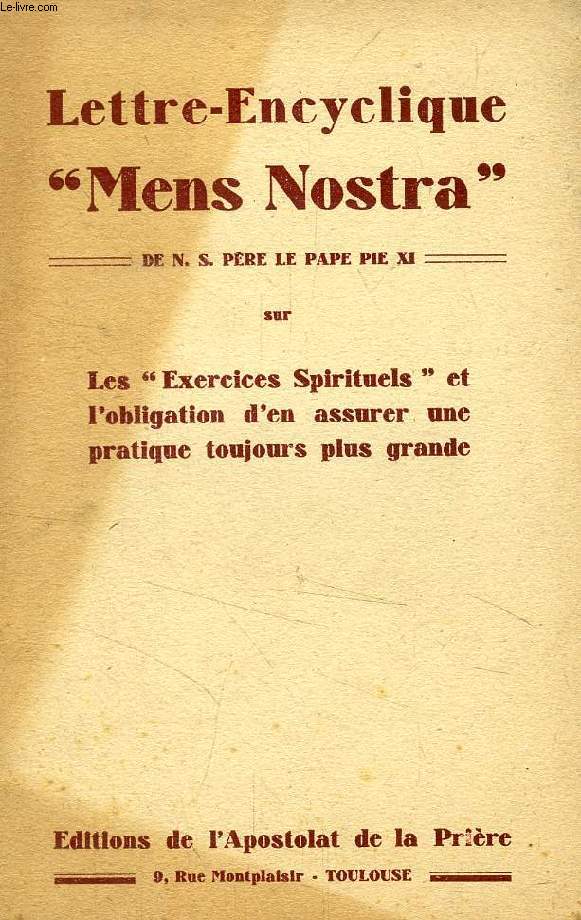 Le-livre.com
Lettre-Encyclique
“Mens Nostra”
DE N. S. PÈRE LE PAPE PIE XI
sur
Les “ Exercices Spirituels ” et
l'obligation d'en assurer une
pratique toujours plus grande
Editions de l'Apostolat de la Prière
9, Rue Montplaisir - TOULOUSE